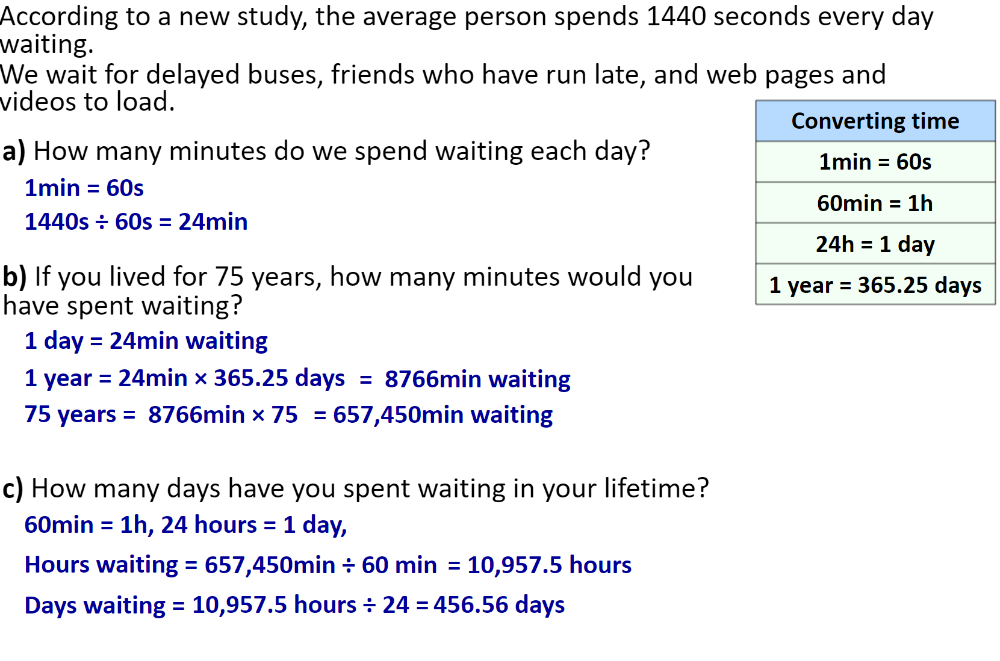 According to a new study, the average person spends 1440 seconds every day
waiting.
We wait for delayed buses, friends who have run late, and web pages and
videos to load.
Converting time
1min = 60s
60min = 1h
24h = 1 day
1 year = 365.25 days
a) How many minutes do we spend waiting each day?
1min = 60s
1440s ÷ 60s = 24min
b) If you lived for 75 years, how many minutes would you
have spent waiting?
1 day = 24min waiting
1 year = 24min × 365.25 days = 8766min waiting
75 years = 8766min × 75 = 657,450min waiting
c) How many days have you spent waiting in your lifetime?
60min = 1h, 24 hours = 1 day,
Hours waiting = 657,450min ÷ 60 min = 10,957.5 hours
Days waiting = 10,957.5 hours ÷ 24 = 456.56 days